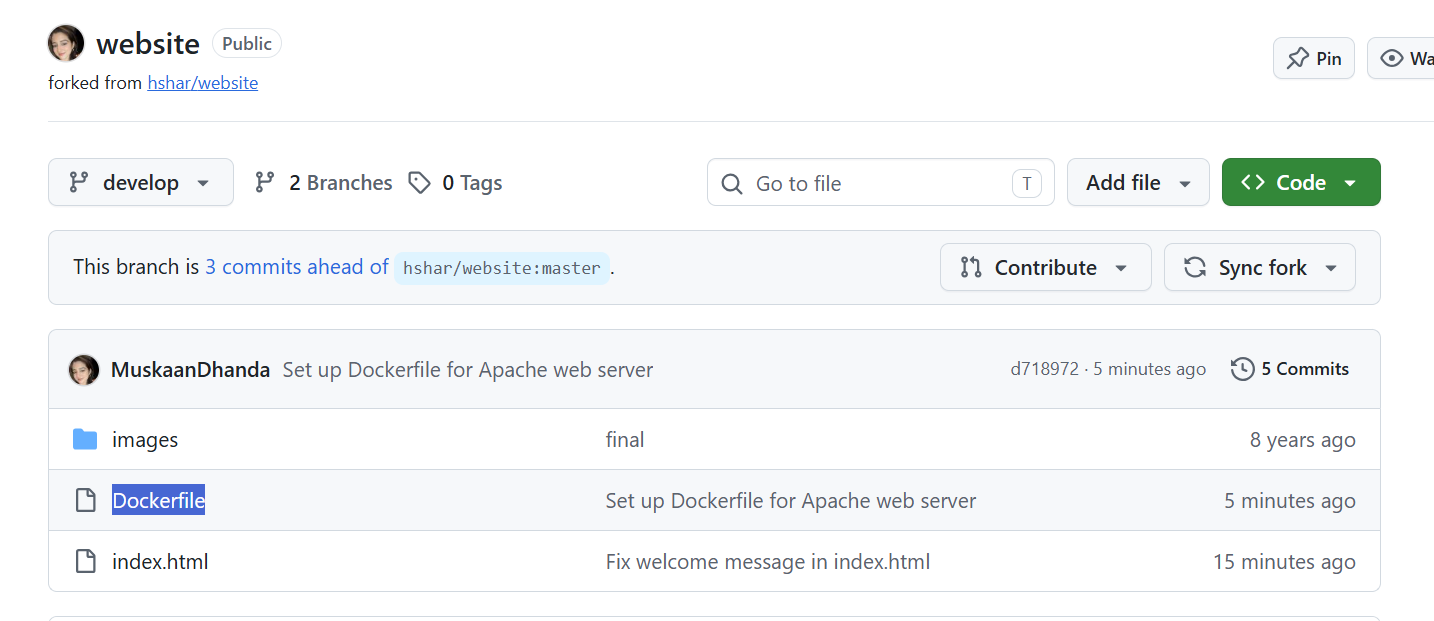 website Public
Pin
forked from hshar/website
develop 2 Branches 0 Tags Go to file T Add file Code
This branch is 3 commits ahead of hshar/website:master . Contribute Sync fork
MuskaanDhanda Set up Dockerfile for Apache web server d718972 · 5 minutes ago 5 Commits
images final 8 years ago
Dockerfile Set up Dockerfile for Apache web server 5 minutes ago
index.html Fix welcome message in index.html 15 minutes ago